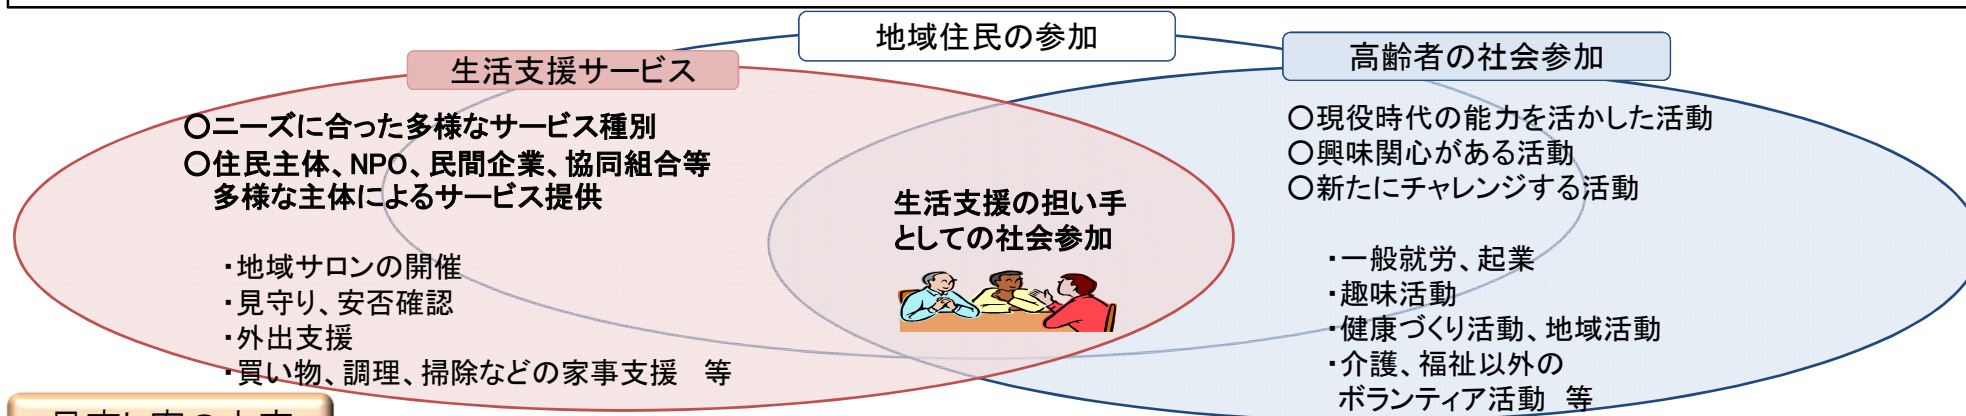 地域住民の参加
生活支援サービス
高齢者の社会参加
○ニーズに合った多様なサービス種別
○住民主体、NPO、民間企業、協同組合等
多様な主体によるサービス提供
・地域サロンの開催
・見守り、安否確認
・外出支援
・買い物、調理、掃除などの家事支援　等
生活支援の担い手
としての社会参加
○現役時代の能力を活かした活動
○興味関心がある活動
○新たにチャレンジする活動
・一般就労、起業
・趣味活動
・健康づくり活動、地域活動
・介護、福祉以外の
ボランティア活動　等